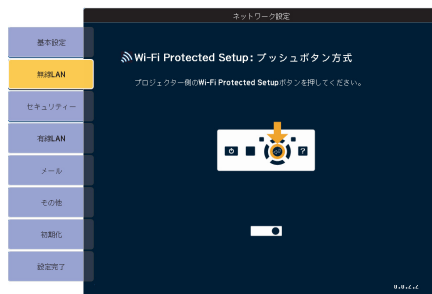 ネットワーク設定
基本設定
無線LAN
セキュリティー
有線LAN
メール
その他
初期化
設定完了
Wi-Fi Protected Setup：プッシュボタン方式
プロジェクター側のWi-Fi Protected Setupボタンを押してください。
?